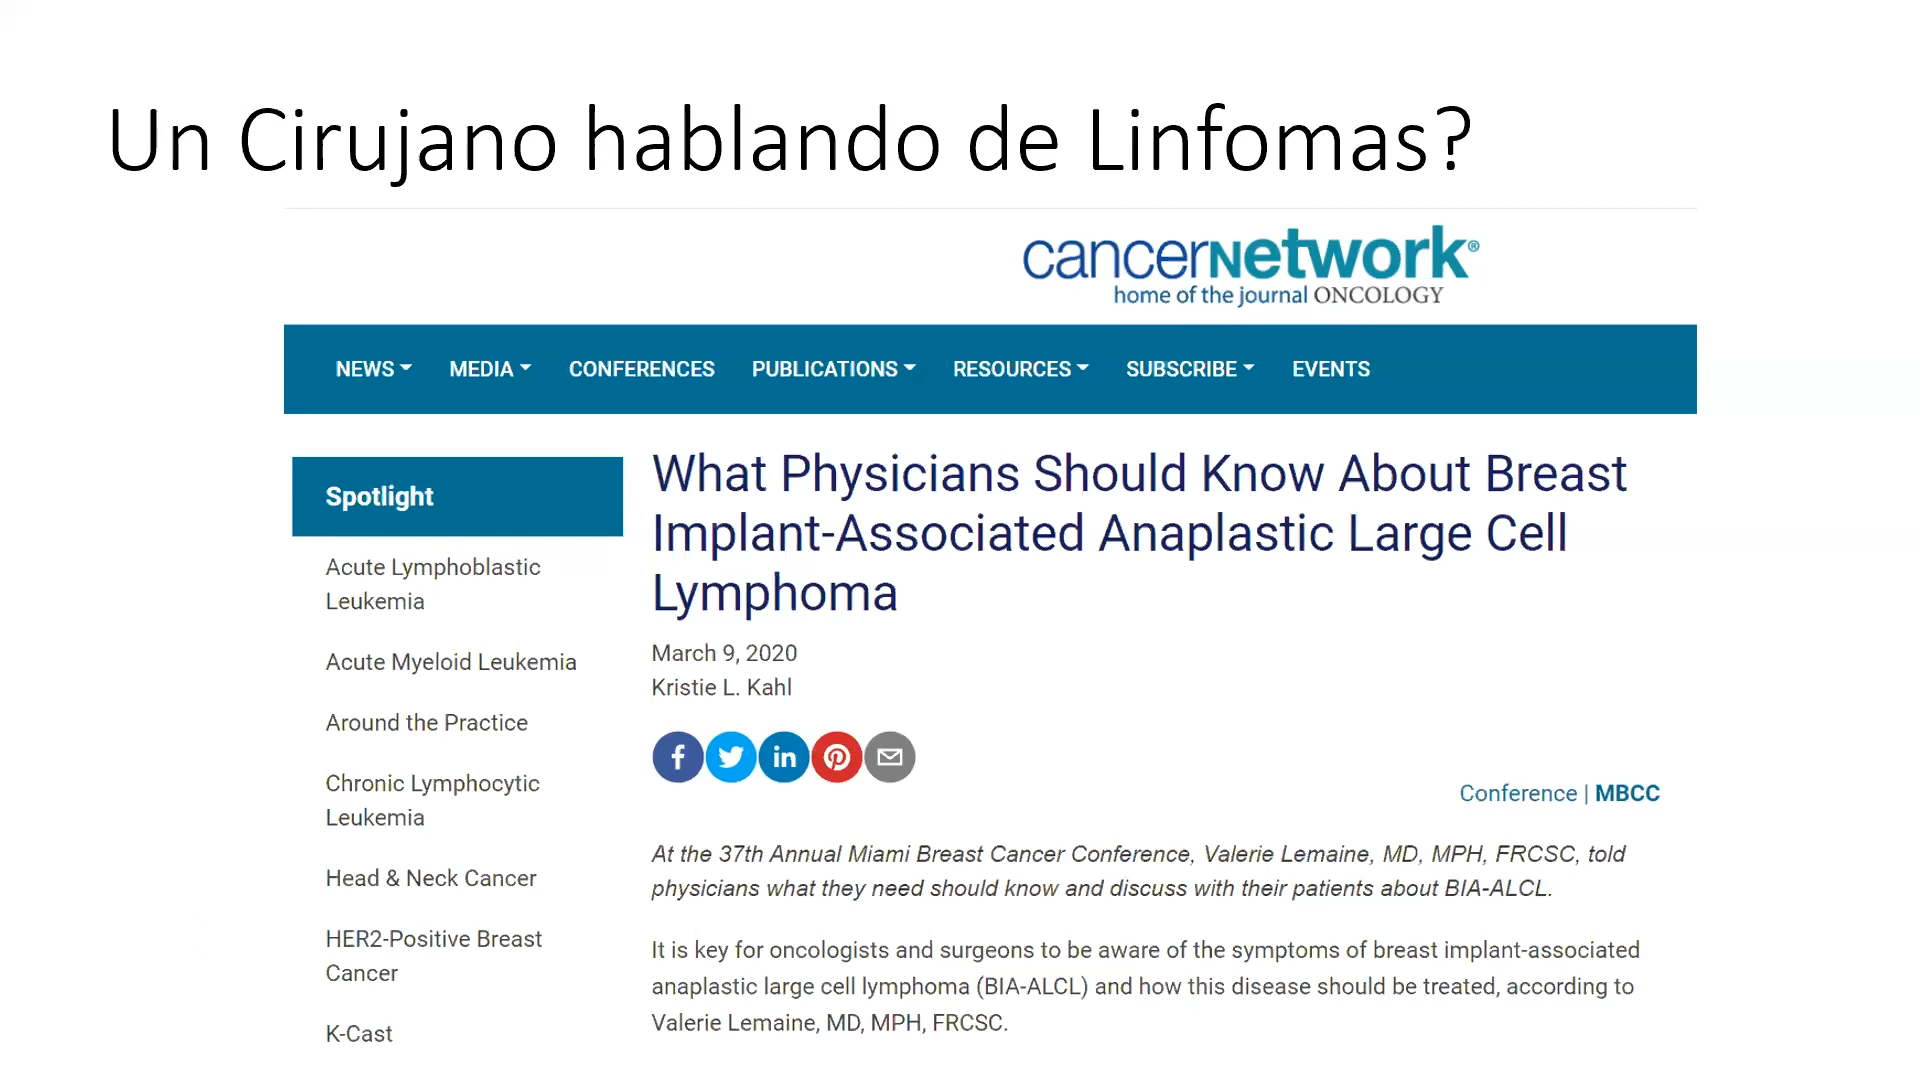 Un Cirujano hablando de Linfomas?
cancernetwork®
home of the journal ONCOLOGY
NEWS MEDIA CONFERENCES PUBLICATIONS RESOURCES SUBSCRIBE EVENTS
Spotlight
Acute Lymphoblastic
Leukemia
Acute Myeloid Leukemia
Around the Practice
Chronic Lymphocytic
Leukemia
Head & Neck Cancer
HER2-Positive Breast
Cancer
K-Cast
What Physicians Should Know About Breast
Implant-Associated Anaplastic Large Cell
Lymphoma
March 9, 2020
Kristie L. Kahl
Conference | MBCC
At the 37th Annual Miami Breast Cancer Conference, Valerie Lemaine, MD, MPH, FRCSC, told
physicians what they need should know and discuss with their patients about BIA-ALCL.
It is key for oncologists and surgeons to be aware of the symptoms of breast implant-associated
anaplastic large cell lymphoma (BIA-ALCL) and how this disease should be treated, according to
Valerie Lemaine, MD, MPH, FRCSC.